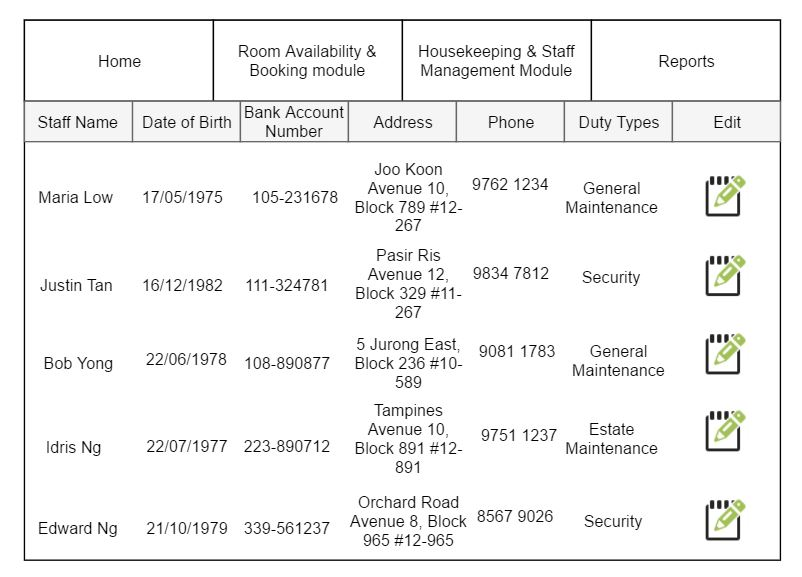 Home
Room Availability &
Booking module
Housekeeping & Staff
Management Module
Reports
Staff Name
Date of Birth
Bank Account
Number
Address
Phone
Duty Types
Edit
Maria Low
17/05/1975
105-231678
Joo Koon
Avenue 10,
Block 789 #12-
267
9762 1234
General
Maintenance
Justin Tan
16/12/1982
111-324781
Pasir Ris
Avenue 12,
Block 329 #11-
267
9834 7812
Security
Bob Yong
22/06/1978
108-890877
5 Jurong East,
Block 236 #10-
589
9081 1783
General
Maintenance
Idris Ng
22/07/1977
223-890712
Tampines
Avenue 10,
Block 891 #12-
891
9751 1237
Estate
Maintenance
Edward Ng
21/10/1979
339-561237
Orchard Road
Avenue 8, Block
965 #12-965
8567 9026
Security